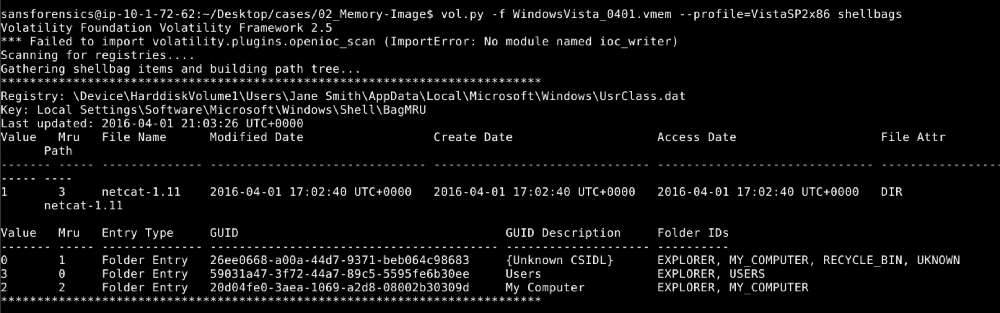 sansforensics@ip-10-1-72-62:~/Desktop/cases/02_Memory-Image$ vol.py -f WindowsVista_0401.vmem --profile=VistaSP2x86 shellbags
Volatility Foundation Volatility Framework 2.5
*** Failed to import volatility.plugins.openioc_scan (ImportError: No module named ioc_writer)
Scanning for registries....
Gathering shellbag items and building path tree...
***************************************************************************
Registry: \Device\HarddiskVolume1\Users\Jane Smith\AppData\Local\Microsoft\Windows\UsrClass.dat
Key: Local Settings\Software\Microsoft\Windows\Shell\BagMRU
Last updated: 2016-04-01 21:03:26 UTC+0000
Value   Mru   File Name      Modified Date                  Create Date                    Access Date                    File Attr
      Path
------- ----- -------------- ------------------------------ ------------------------------ ------------------------------ -----------------
----- ----
1       3     netcat-1.11    2016-04-01 17:02:40 UTC+0000   2016-04-01 17:02:40 UTC+0000   2016-04-01 17:02:40 UTC+0000   DIR
      netcat-1.11
Value   Mru   Entry Type     GUID                                     GUID Description     Folder IDs
------- ----- -------------- ---------------------------------------- -------------------- ----------
0       1     Folder Entry   26ee0668-a00a-44d7-9371-beb064c98683     {Unknown CSIDL}      EXPLORER, MY_COMPUTER, RECYCLE_BIN, UKNOWN
3       0     Folder Entry   59031a47-3f72-44a7-89c5-5595fe6b30ee     Users                EXPLORER, USERS
2       2     Folder Entry   20d04fe0-3aea-1069-a2d8-08002b30309d     My Computer          EXPLORER, MY_COMPUTER
***************************************************************************